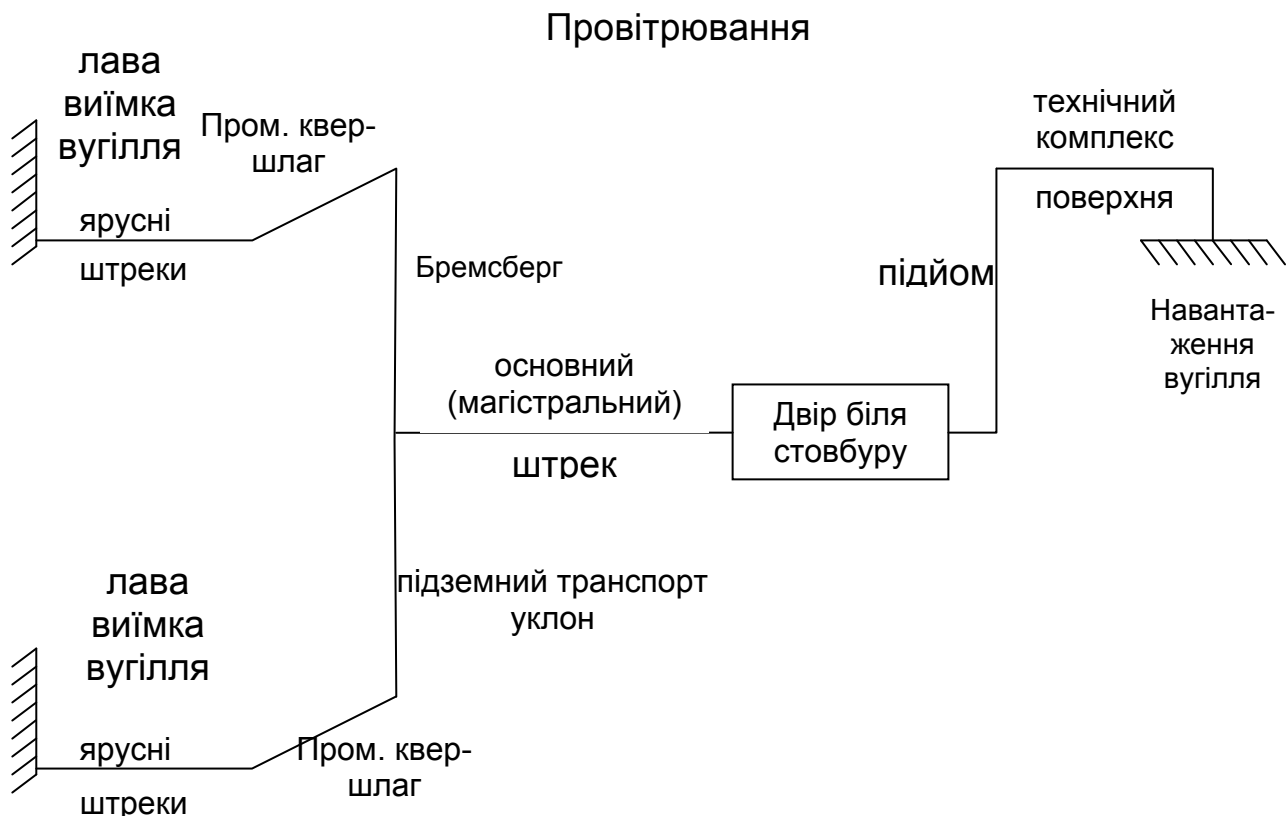 Провітрювання
лава
виїмка
вугілля
Пром. квер-
шлаг
ярусні
штреки
технічний
комплекс
поверхня
Бремсберг
підйом
Наванта-
ження
вугілля
основний
(магістральний)
штрек
Двір біля
стовбуру
лава
виїмка
вугілля
підземний транспорт
уклон
ярусні
штреки
Пром. квер-
шлаг